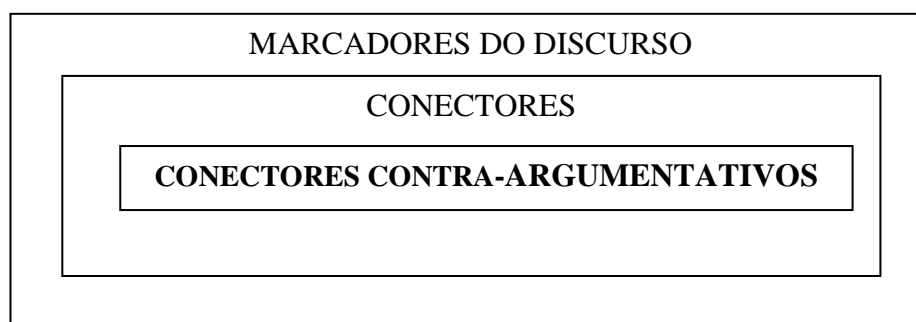 MARCADORES DO DISCURSO
CONECTORES
CONECTORES CONTRA-ARGUMENTATIVOS